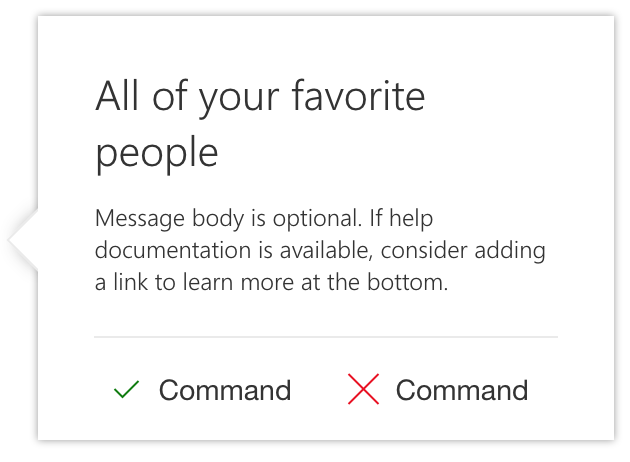 All of your favorite
people
Message body is optional. If help
documentation is available, consider adding
a link to learn more at the bottom.
Command Command